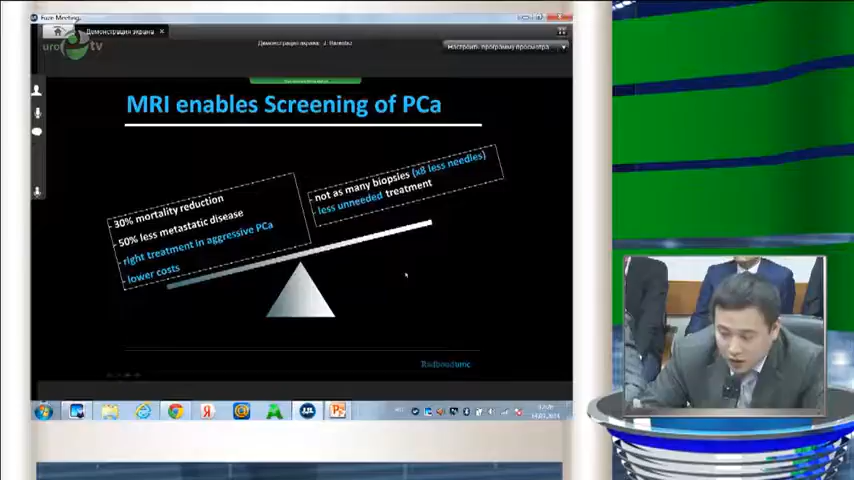 Fuze Meeting
Демонстрация экрана
uro tv
Демонстрация экрана: J.
Настроить программу просмотра
MRI enables Screening of PCa
- 30% mortality reduction
- 50% less metastatic disease
- right treatment in aggressive PCa
- lower costs
- not as many biopsies (x8 less needles)
- less unneeded treatment
Radboudumc